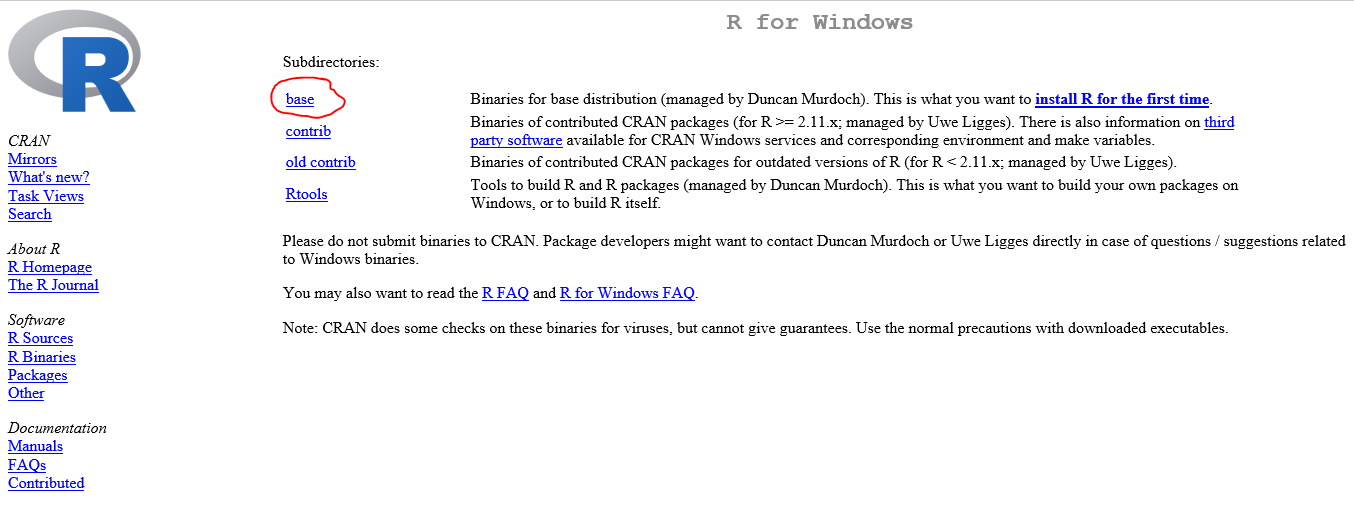 R
R for Windows
Subdirectories:
base Binaries for base distribution (managed by Duncan Murdoch). This is what you want to install R for the first time.
contrib Binaries of contributed CRAN packages (for R >= 2.11.x; managed by Uwe Ligges). There is also information on third
party software available for CRAN Windows services and corresponding environment and make variables.
old contrib Binaries of contributed CRAN packages for outdated versions of R (for R < 2.11.x; managed by Uwe Ligges).
Rtools Tools to build R and R packages (managed by Duncan Murdoch). This is what you want to build your own packages on
Windows, or to build R itself.
Please do not submit binaries to CRAN. Package developers might want to contact Duncan Murdoch or Uwe Ligges directly in case of questions / suggestions related
to Windows binaries.
You may also want to read the R FAQ and R for Windows FAQ.
Note: CRAN does some checks on these binaries for viruses, but cannot give guarantees. Use the normal precautions with downloaded executables.
CRAN
Mirrors
What's new?
Task Views
Search
About R
R Homepage
The R Journal
Software
R Sources
R Binaries
Packages
Other
Documentation
Manuals
FAQs
Contributed